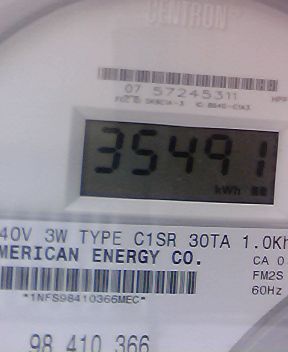 CENTRON
07 57245311
35491
kWh
40V 3W TYPE C1SR 30TA 1.0Kh
MERICAN ENERGY CO.
CA 0
FM2S
60Hz
*1NFS98410366MEC*
98 410 366